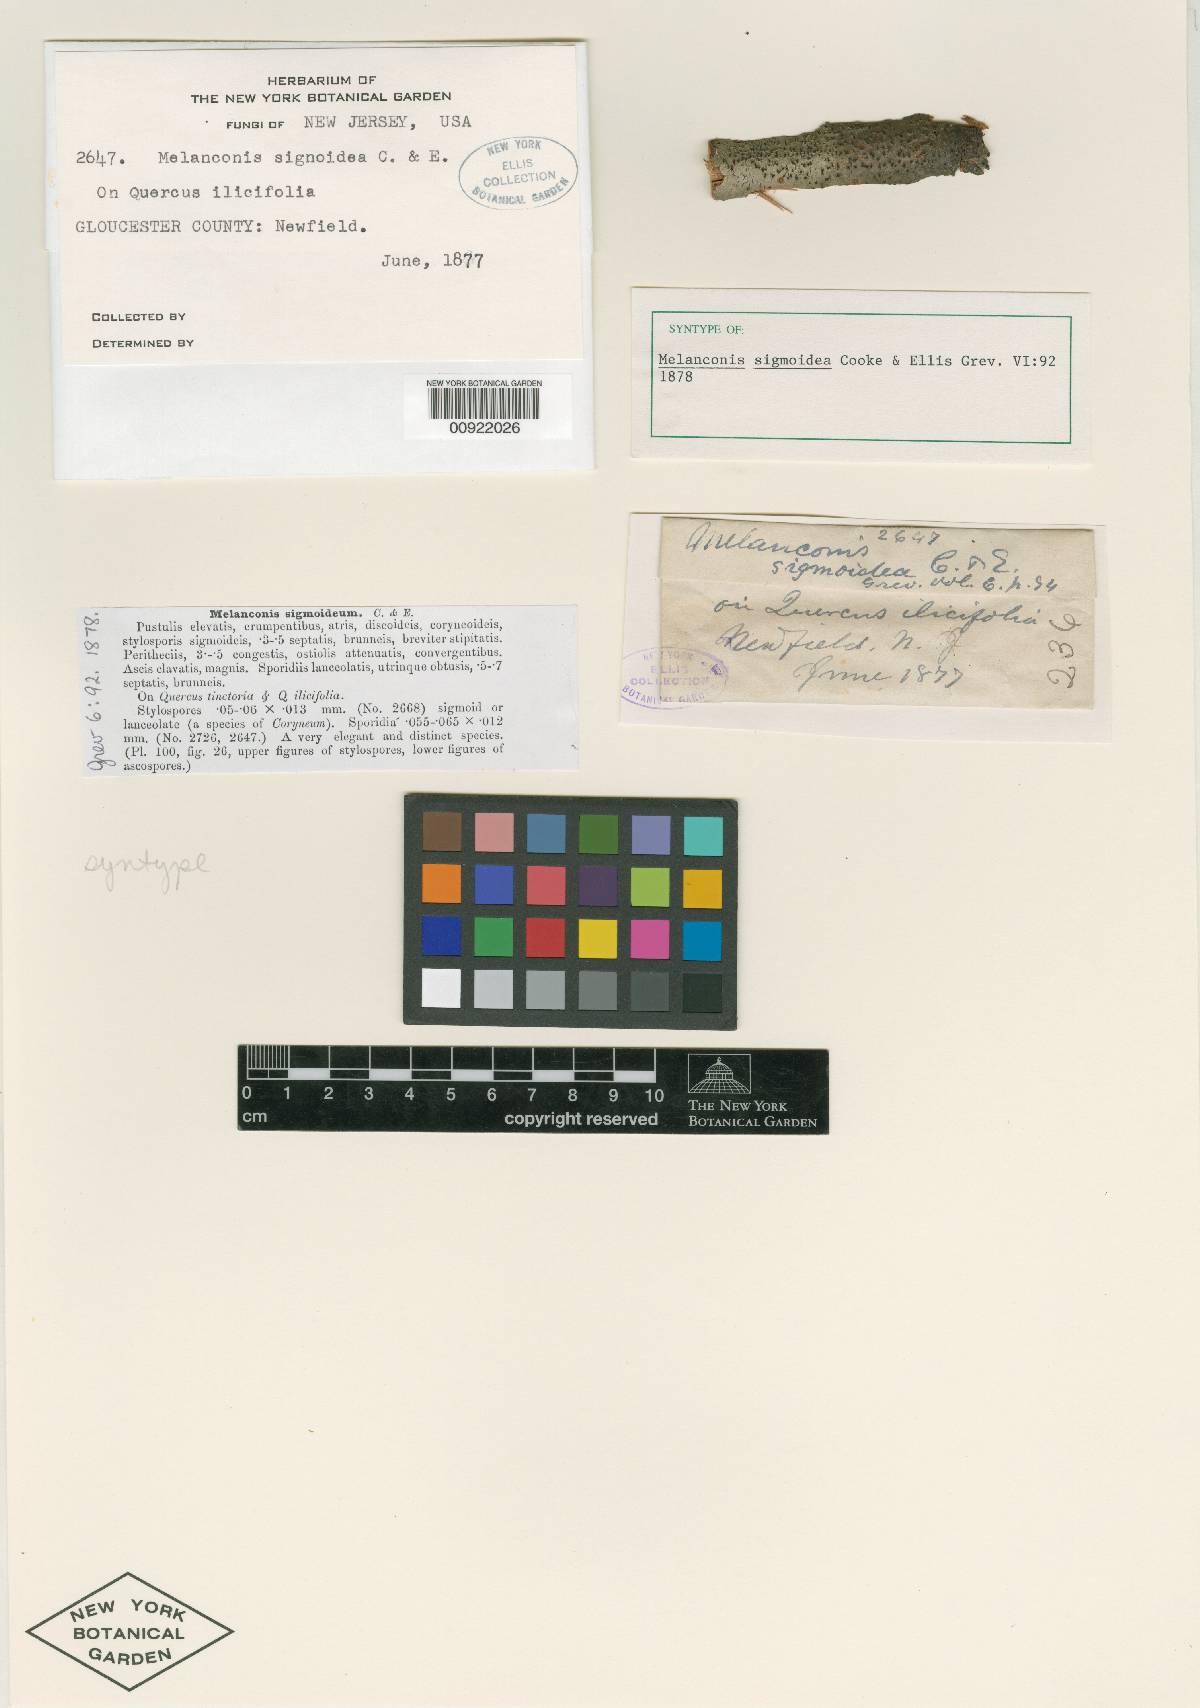 HERBARIUM OF
THE NEW YORK BOTANICAL GARDEN
FUNGI OF NEW JERSEY, USA
2647. Melanconis signoidea C. & E.
On Quercus ilicifolia
GLOUCESTER COUNTY: Newfield.
June, 1877
COLLECTED BY
DETERMINED BY
NEW YORK
ELLIS
COLLECTION
BOTANICAL GARDEN
NEW YORK BOTANICAL GARDEN
00922026
SYNTYPE OF:
Melanconis sigmoidea Cooke & Ellis Grev. VI:92
1878
Melanconis 2647
sigmoidea C. & E.
Grev. vol. 6. p. 94
on Quercus ilicifolia
Newfield. N. J
June 1877
239
NEW YORK
ELLIS
COLLECTION
BOTANICAL GARD
Grev 6:92. 1878.
Melanconis sigmoideum. C. & E.
Pustulis elevatis, erumpentibus, atris, discoideis, coryneoideis,
stylosporis sigmoideis, ·3-·5 septatis, brunneis, breviter stipitatis.
Peritheciis, 3·-·5 congestis, ostiolis attenuatis, convergentibus.
Ascis clavatis, magnis. Sporidiis lanceolatis, utrinque obtusis, ·5-·7
septatis, brunneis.
On Quercus tinctoria & Q. ilicifolia.
Stylospores ·05-·06 × ·013 mm. (No. 2668) sigmoid or
lanceolate (a species of Coryneum). Sporidia ·055-·065 × ·012
mm. (No. 2726, 2647.) A very elegant and distinct species.
(Pl. 100, fig. 26, upper figures of stylospores, lower figures of
ascospores.)
syntype
0 1 2 3 4 5 6 7 8 9 10
cm
copyright reserved
THE NEW YORK
BOTANICAL GARDEN
NEW YORK
BOTANICAL
GARDEN